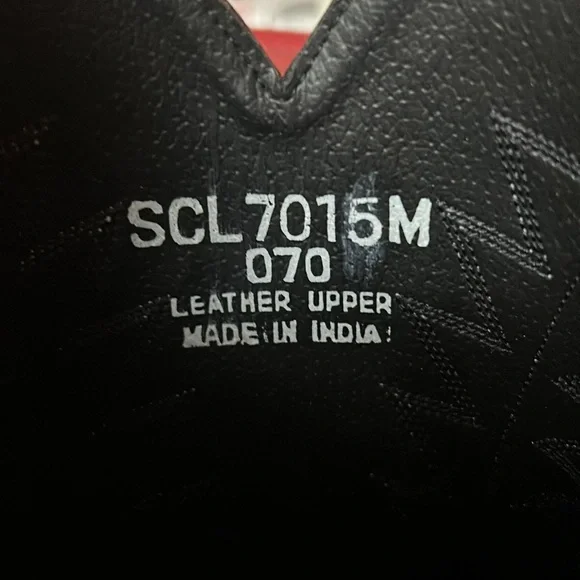 SCL7015M
070
LEATHER UPPER
MADE IN INDIA